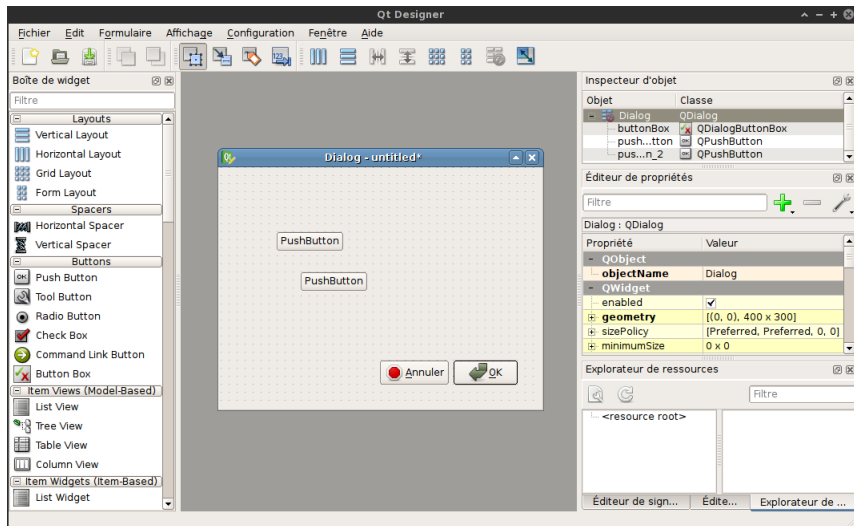 Qt Designer
Fichier Edit Formulaire Affichage Configuration Fenêtre Aide
Boîte de widget
Filtre
Layouts
Vertical Layout
Horizontal Layout
Grid Layout
Form Layout
Spacers
Horizontal Spacer
Vertical Spacer
Buttons
Push Button
Tool Button
Radio Button
Check Box
Command Link Button
Button Box
Item Views (Model-Based)
List View
Tree View
Table View
Column View
Item Widgets (Item-Based)
List Widget
Dialog - untitled*
PushButton
PushButton
Annuler
OK
Inspecteur d'objet
Objet Classe
Dialog QDialog
buttonBox QDialogButtonBox
push...tton QPushButton
pus...n_2 QPushButton
Éditeur de propriétés
Filtre
Dialog : QDialog
Propriété Valeur
QObject
objectName Dialog
QWidget
enabled
geometry [(0, 0), 400 x 300]
sizePolicy [Preferred, Preferred, 0, 0]
minimumSize 0 x 0
Explorateur de ressources
Filtre
<resource root>
Éditeur de sign... Édite... Explorateur de ...